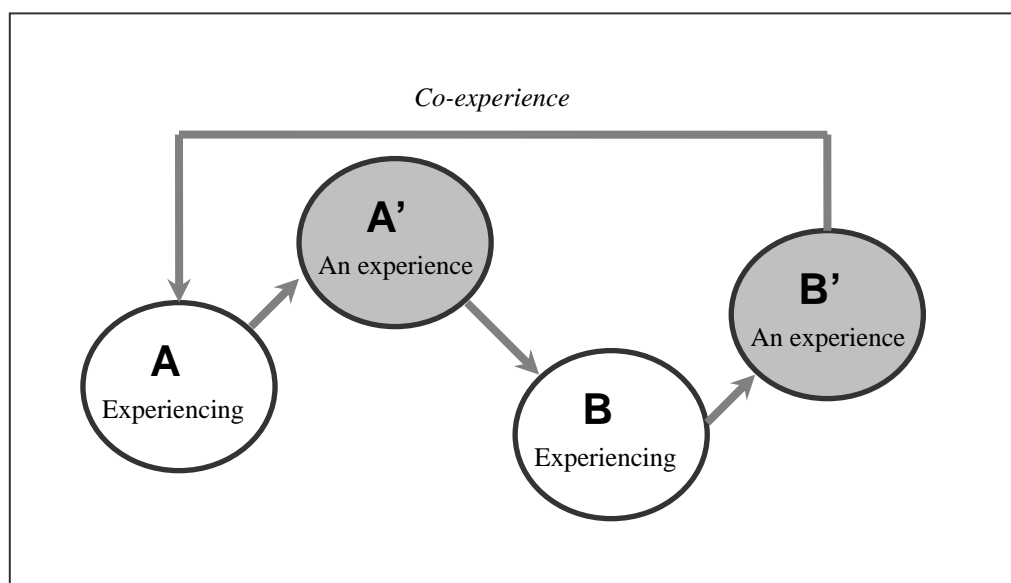 Co-experience
A’
An experience
B’
An experience
A
Experiencing
B
Experiencing